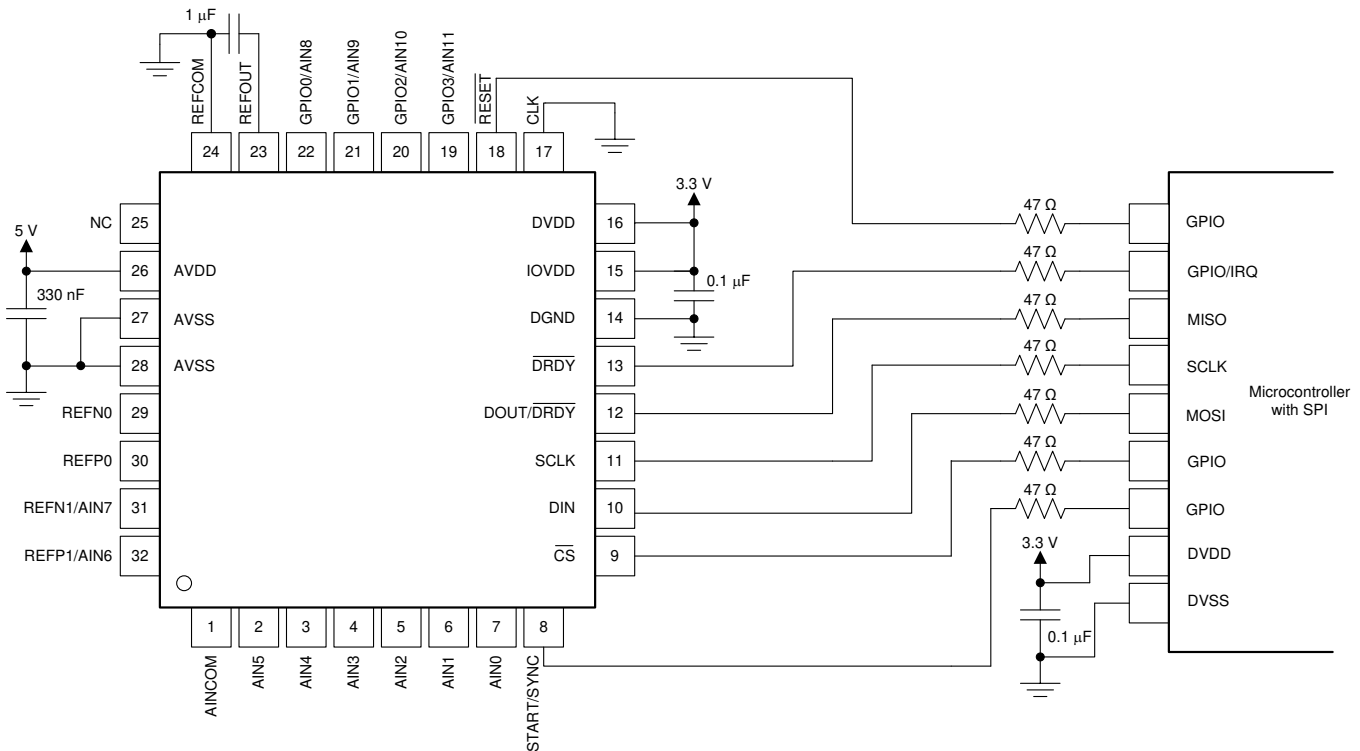 1 μF
REFCOM
REFOUT
GPIO0/AIN8
GPIO1/AIN9
GPIO2/AIN10
GPIO3/AIN11
RESET
CLK
24
23
22
21
20
19
18
17
NC
25
5 V
26
AVDD
330 nF
27
AVSS
28
AVSS
REFN0
29
REFP0
30
REFN1/AIN7
31
REFP1/AIN6
32
3.3 V
DVDD
16
IOVDD
15
0.1 μF
DGND
14
DRDY
13
DOUT/DRDY
12
SCLK
11
DIN
10
CS
9
1
2
3
4
5
6
7
8
AINCOM
AIN5
AIN4
AIN3
AIN2
AIN1
AIN0
START/SYNC
47 Ω
GPIO
47 Ω
GPIO/IRQ
47 Ω
MISO
47 Ω
SCLK
47 Ω
MOSI
47 Ω
GPIO
47 Ω
GPIO
3.3 V
DVDD
DVSS
0.1 μF
Microcontroller
with SPI